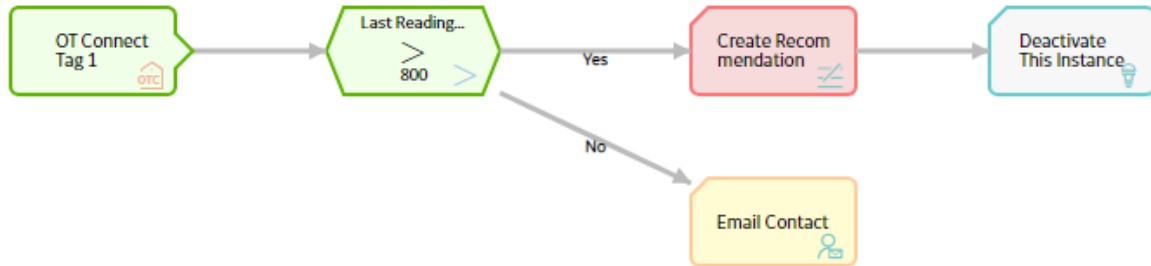 OT Connect
Tag 1
OTC
Last Reading...
>
800
Yes
No
Create Recom
mendation
Deactivate
This Instance
Email Contact